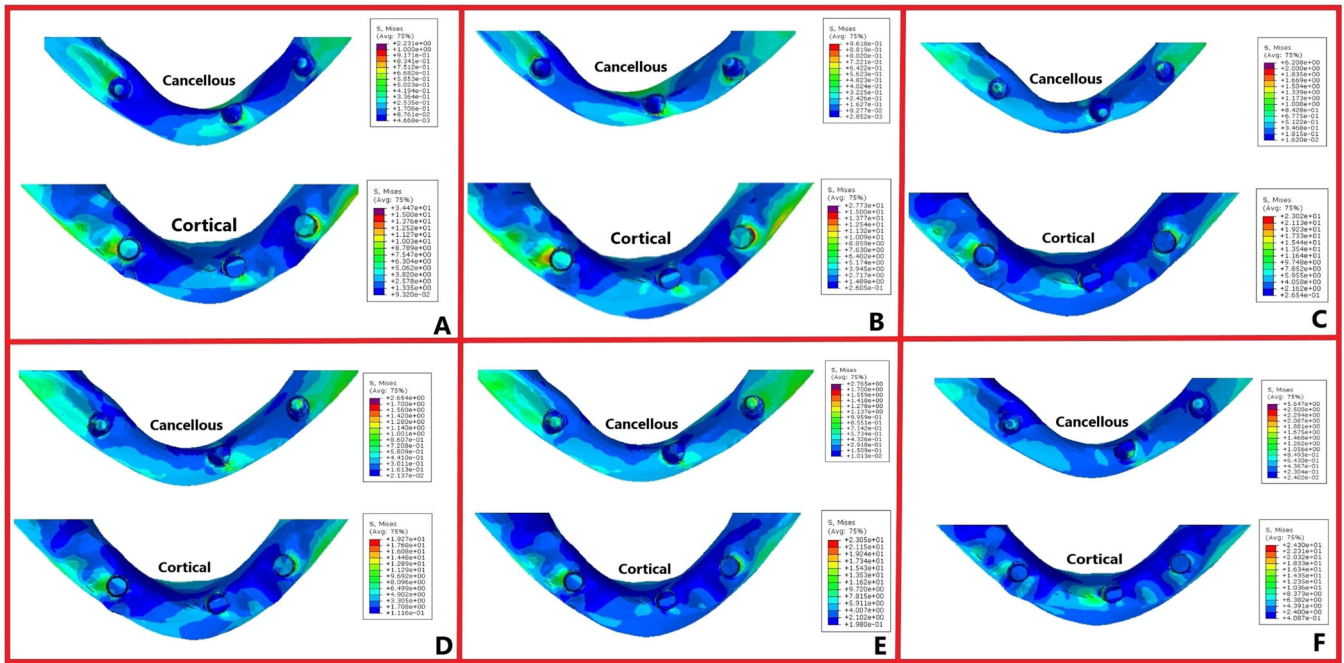 S, Mises
(Avg: 75%)
+2.231e+00
+1.000e+00
+9.171e-01
+8.341e-01
+7.512e-01
+6.682e-01
+5.853e-01
+5.023e-01
+4.194e-01
+3.364e-01
+2.535e-01
+1.706e-01
+8.761e-02
+4.668e-03
Cancellous
S, Mises
(Avg: 75%)
+3.447e+01
+1.500e+01
+1.376e+01
+1.252e+01
+1.127e+01
+1.003e+01
+8.789e+00
+7.547e+00
+6.304e+00
+5.062e+00
+3.820e+00
+2.578e+00
+1.335e+00
+9.320e-02
Cortical
A
S, Mises
(Avg: 75%)
+9.618e-01
+8.819e-01
+8.020e-01
+7.221e-01
+6.422e-01
+5.623e-01
+4.823e-01
+4.024e-01
+3.225e-01
+2.426e-01
+1.627e-01
+8.277e-02
+2.852e-03
Cancellous
S, Mises
(Avg: 75%)
+2.773e+01
+1.500e+01
+1.377e+01
+1.254e+01
+1.132e+01
+1.009e+01
+8.859e+00
+7.630e+00
+6.402e+00
+5.174e+00
+3.945e+00
+2.717e+00
+1.489e+00
+2.605e-01
Cortical
B
S, Mises
(Avg: 75%)
+6.208e+00
+2.000e+00
+1.835e+00
+1.669e+00
+1.504e+00
+1.339e+00
+1.173e+00
+1.008e+00
+8.428e-01
+6.775e-01
+5.122e-01
+3.468e-01
+1.815e-01
+1.620e-02
Cancellous
S, Mises
(Avg: 75%)
+2.302e+01
+2.113e+01
+1.923e+01
+1.733e+01
+1.544e+01
+1.354e+01
+1.164e+01
+9.748e+00
+7.852e+00
+5.955e+00
+4.058e+00
+2.162e+00
+2.654e-01
Cortical
C
S, Mises
(Avg: 75%)
+2.654e+00
+1.700e+00
+1.560e+00
+1.420e+00
+1.280e+00
+1.140e+00
+1.001e+00
+8.607e-01
+7.208e-01
+5.809e-01
+4.410e-01
+3.011e-01
+1.613e-01
+2.137e-02
Cancellous
S, Mises
(Avg: 75%)
+1.927e+01
+1.768e+01
+1.608e+01
+1.448e+01
+1.289e+01
+1.129e+01
+9.692e+00
+8.096e+00
+6.499e+00
+4.902e+00
+3.305e+00
+1.708e+00
+1.116e-01
Cortical
D
S, Mises
(Avg: 75%)
+2.765e+00
+1.700e+00
+1.559e+00
+1.418e+00
+1.278e+00
+1.137e+00
+9.959e-01
+8.551e-01
+7.142e-01
+5.734e-01
+4.326e-01
+2.918e-01
+1.509e-01
+1.013e-02
Cancellous
S, Mises
(Avg: 75%)
+2.305e+01
+2.115e+01
+1.924e+01
+1.734e+01
+1.543e+01
+1.353e+01
+1.162e+01
+9.720e+00
+7.815e+00
+5.911e+00
+4.007e+00
+2.102e+00
+1.980e-01
Cortical
E
S, Mises
(Avg: 75%)
+5.647e+00
+2.500e+00
+2.294e+00
+2.087e+00
+1.881e+00
+1.675e+00
+1.468e+00
+1.262e+00
+1.056e+00
+8.493e-01
+6.430e-01
+4.367e-01
+2.304e-01
+2.402e-02
Cancellous
S, Mises
(Avg: 75%)
+2.430e+01
+2.231e+01
+2.032e+01
+1.833e+01
+1.634e+01
+1.435e+01
+1.235e+01
+1.036e+01
+8.373e+00
+6.382e+00
+4.391e+00
+2.400e+00
+4.087e-01
Cortical
F